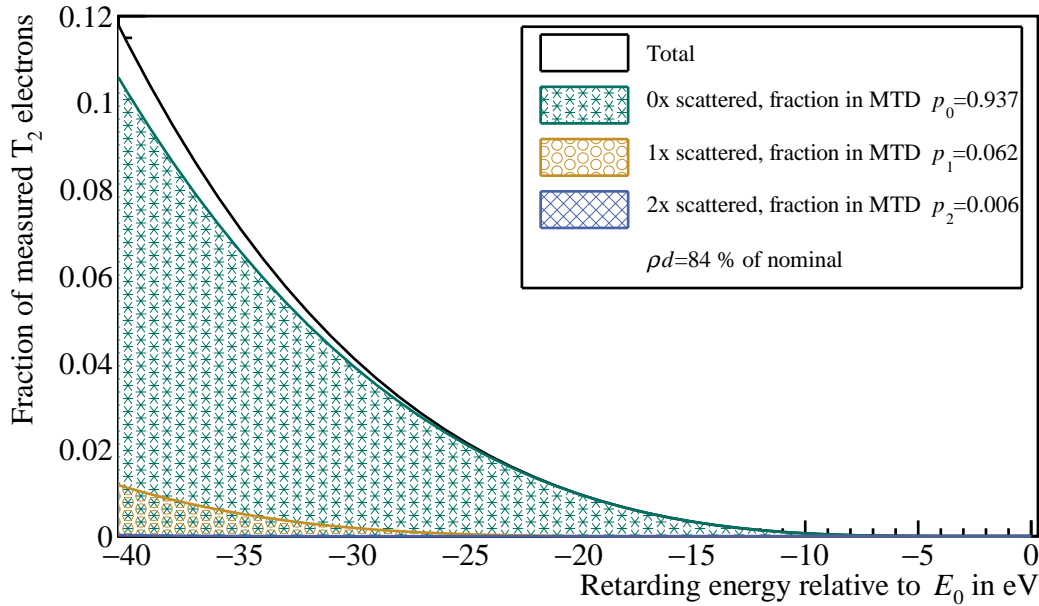 Fraction of measured T₂ electrons
0.12
0.1
0.08
0.06
0.04
0.02
0
Total
0x scattered, fraction in MTD p₀=0.937
1x scattered, fraction in MTD p₁=0.062
2x scattered, fraction in MTD p₂=0.006
ρd=84 % of nominal
−40 −35 −30 −25 −20 −15 −10 −5 0
Retarding energy relative to E₀ in eV